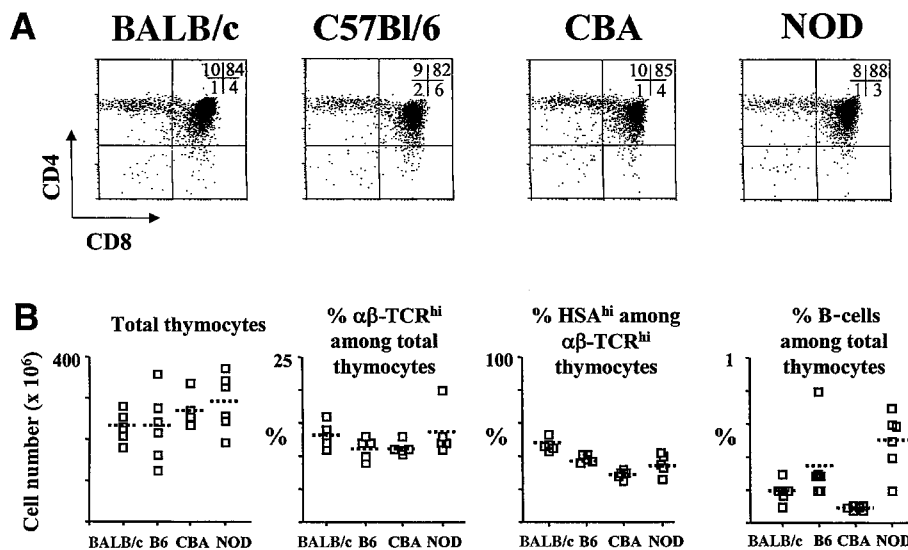 A
BALB/c C57Bl/6 CBA NOD
10 84
1 4
9 82
2 6
10 85
1 4
8 88
1 3
CD4
CD8
B
Total thymocytes
% αβ-TCRhi
among total
thymocytes
% HSAhi among
αβ-TCRhi
thymocytes
% B-cells
among total
thymocytes
Cell number (x 10⁶)
400
BALB/c B6 CBA NOD
25
%
BALB/c B6 CBA NOD
100
%
BALB/c B6 CBA NOD
1
%
BALB/c B6 CBA NOD